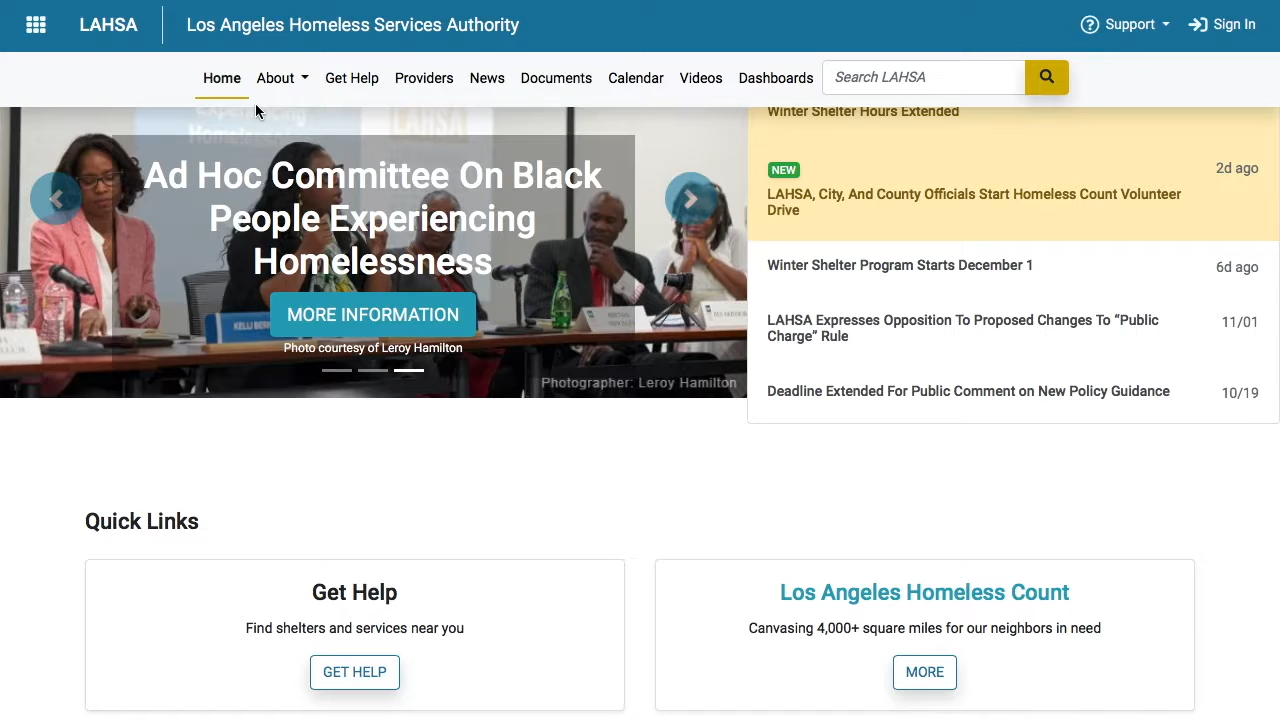 LAHSA
Los Angeles Homeless Services Authority
Support
Sign In
Home
About
Get Help
Providers
News
Documents
Calendar
Videos
Dashboards
Search LAHSA
Ad Hoc Committee On Black
People Experiencing
Homelessness
MORE INFORMATION
Photo courtesy of Leroy Hamilton
Photographer: Leroy Hamilton
Winter Shelter Hours Extended
NEW
2d ago
LAHSA, City, And County Officials Start Homeless Count Volunteer
Drive
Winter Shelter Program Starts December 1
6d ago
LAHSA Expresses Opposition To Proposed Changes To “Public
Charge” Rule
11/01
Deadline Extended For Public Comment on New Policy Guidance
10/19
Quick Links
Get Help
Find shelters and services near you
GET HELP
Los Angeles Homeless Count
Canvasing 4,000+ square miles for our neighbors in need
MORE